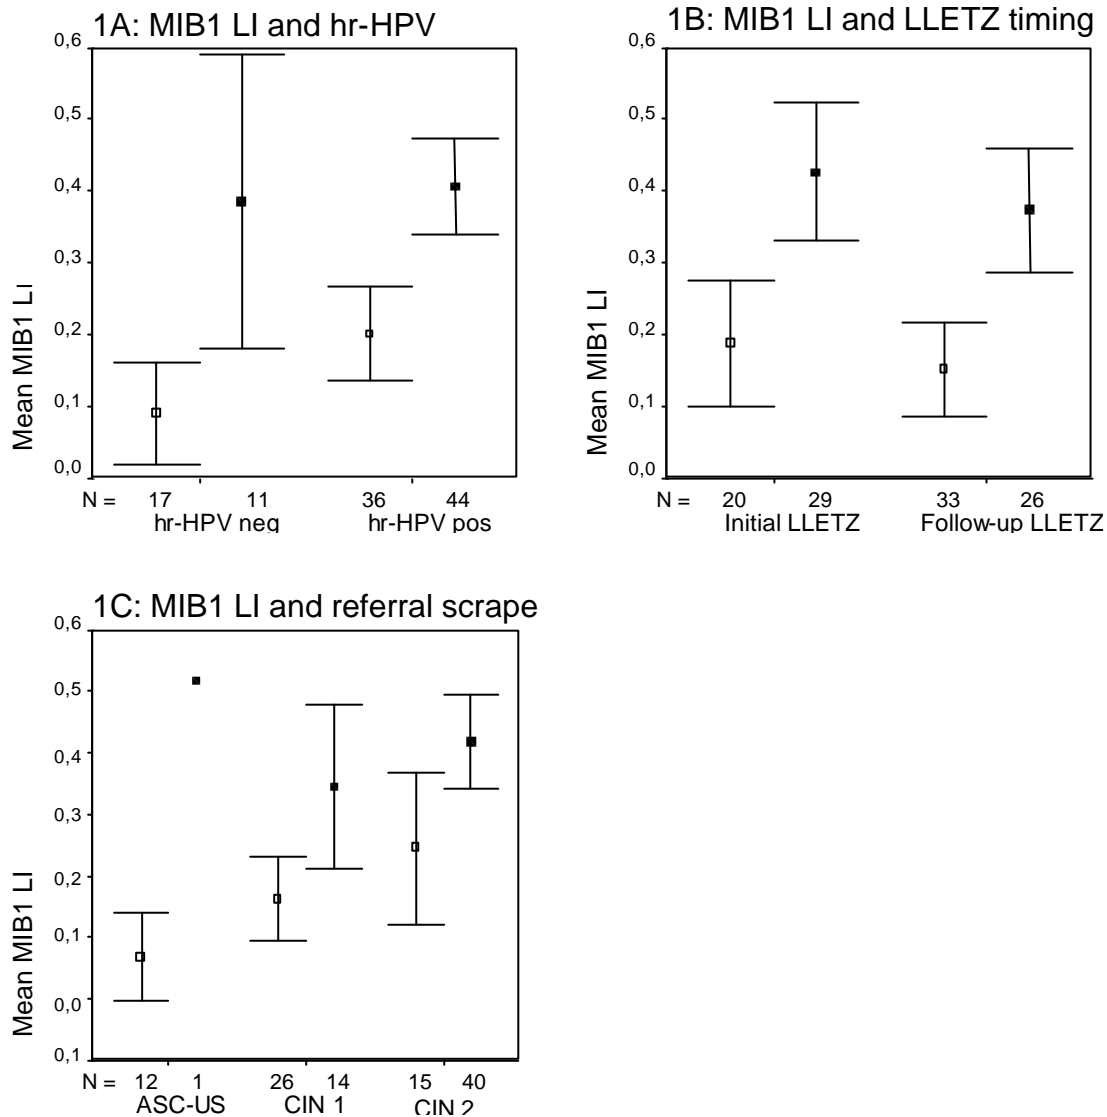 1A: MIB1 LI and hr-HPV
0,6
0,5
0,4
0,3
0,2
0,1
0,0
Mean MIB1 LI
N = 17 11 36 44
hr-HPV neg hr-HPV pos
1B: MIB1 LI and LLETZ timing
0,6
0,5
0,4
0,3
0,2
0,1
0,0
Mean MIB1 LI
N = 20 29 33 26
Initial LLETZ Follow-up LLETZ
1C: MIB1 LI and referral scrape
0,6
0,5
0,4
0,3
0,2
0,1
0,0
0,1
Mean MIB1 LI
N = 12 1 26 14 15 40
ASC-US CIN 1 CIN 2